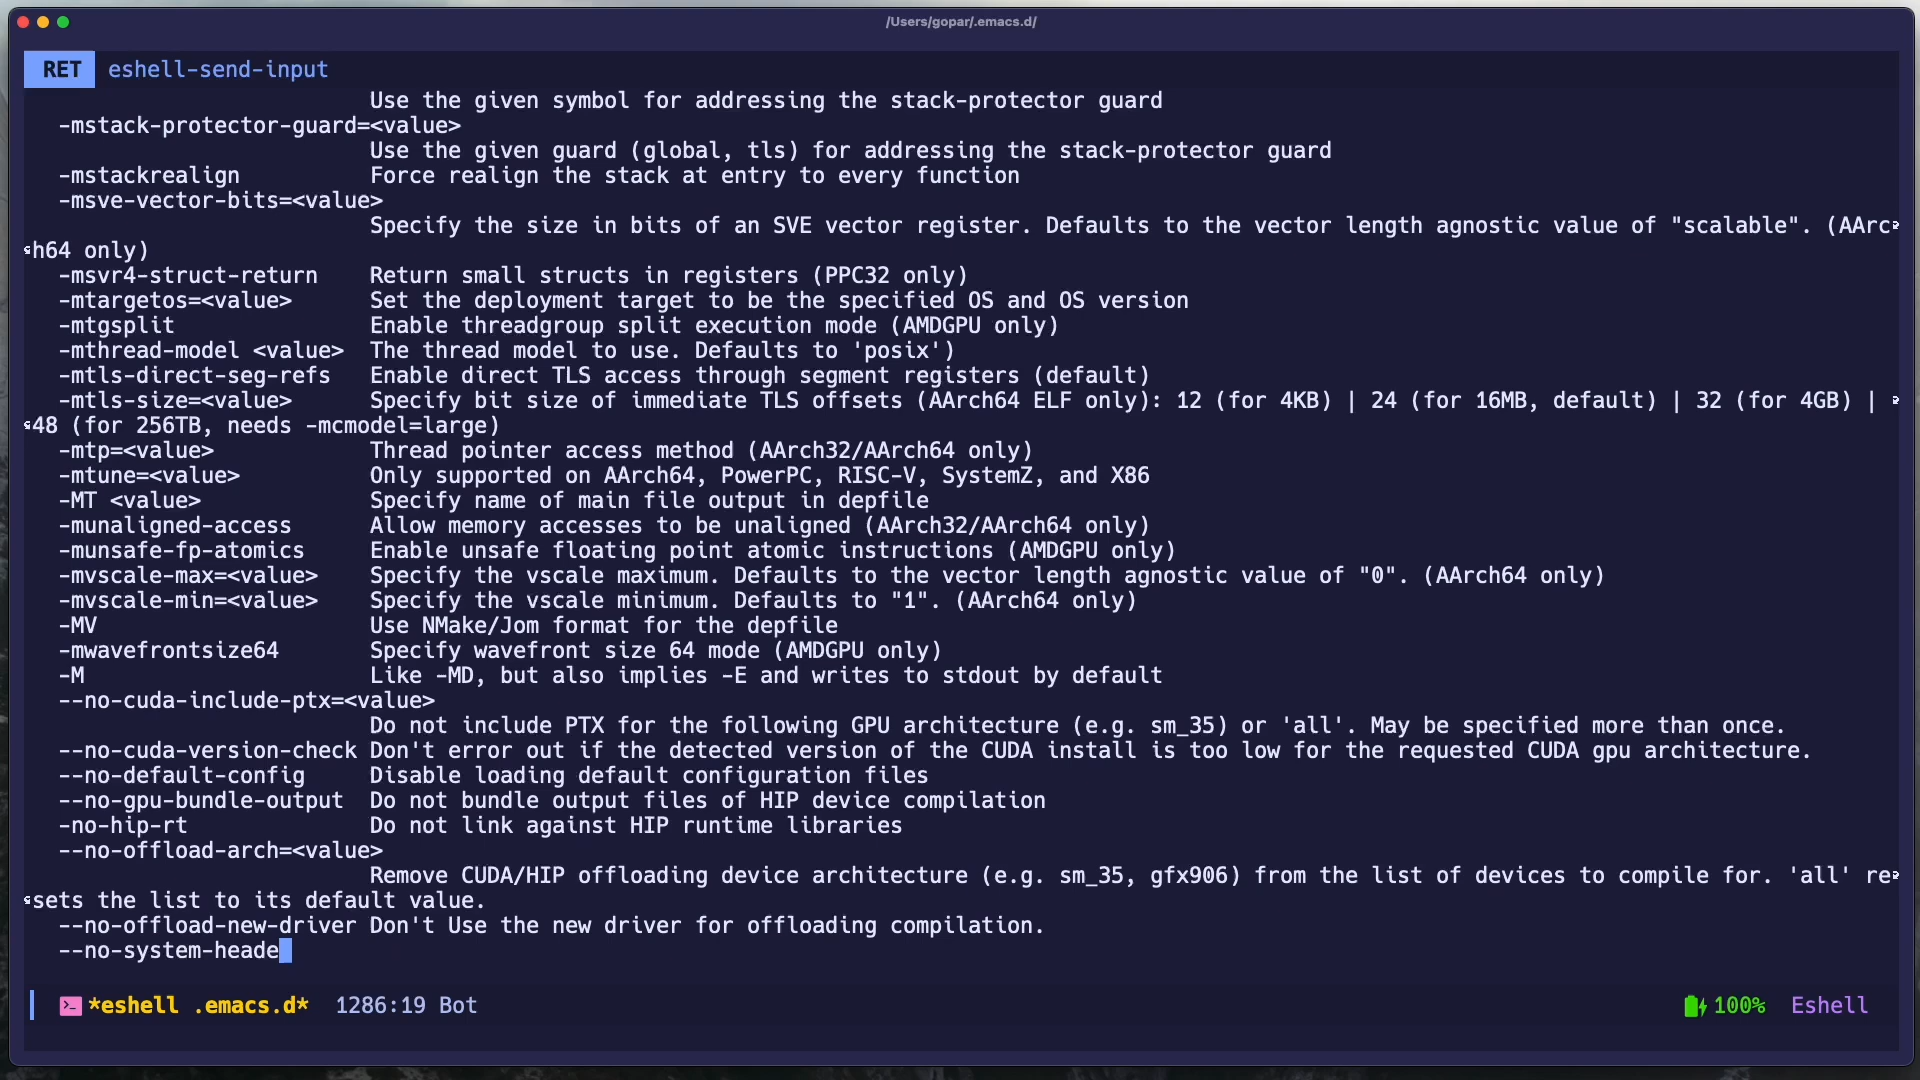 /Users/gopar/.emacs.d/
RET eshell-send-input
Use the given symbol for addressing the stack-protector guard
-mstack-protector-guard=<value>
Use the given guard (global, tls) for addressing the stack-protector guard
-mstackrealign Force realign the stack at entry to every function
-msve-vector-bits=<value>
Specify the size in bits of an SVE vector register. Defaults to the vector length agnostic value of "scalable". (AArc
h64 only)
-msvr4-struct-return Return small structs in registers (PPC32 only)
-mtargetos=<value> Set the deployment target to be the specified OS and OS version
-mtgsplit Enable threadgroup split execution mode (AMDGPU only)
-mthread-model <value> The thread model to use. Defaults to 'posix')
-mtls-direct-seg-refs Enable direct TLS access through segment registers (default)
-mtls-size=<value> Specify bit size of immediate TLS offsets (AArch64 ELF only): 12 (for 4KB) | 24 (for 16MB, default) | 32 (for 4GB) |
48 (for 256TB, needs -mcmodel=large)
-mtp=<value> Thread pointer access method (AArch32/AArch64 only)
-mtune=<value> Only supported on AArch64, PowerPC, RISC-V, SystemZ, and X86
-MT <value> Specify name of main file output in depfile
-munaligned-access Allow memory accesses to be unaligned (AArch32/AArch64 only)
-munsafe-fp-atomics Enable unsafe floating point atomic instructions (AMDGPU only)
-mvscale-max=<value> Specify the vscale maximum. Defaults to the vector length agnostic value of "0". (AArch64 only)
-mvscale-min=<value> Specify the vscale minimum. Defaults to "1". (AArch64 only)
-MV Use NMake/Jom format for the depfile
-mwavefrontsize64 Specify wavefront size 64 mode (AMDGPU only)
-M Like -MD, but also implies -E and writes to stdout by default
--no-cuda-include-ptx=<value>
Do not include PTX for the following GPU architecture (e.g. sm_35) or 'all'. May be specified more than once.
--no-cuda-version-check Don't error out if the detected version of the CUDA install is too low for the requested CUDA gpu architecture.
--no-default-config Disable loading default configuration files
--no-gpu-bundle-output Do not bundle output files of HIP device compilation
-no-hip-rt Do not link against HIP runtime libraries
--no-offload-arch=<value>
Remove CUDA/HIP offloading device architecture (e.g. sm_35, gfx906) from the list of devices to compile for. 'all' re
sets the list to its default value.
--no-offload-new-driver Don't Use the new driver for offloading compilation.
--no-system-heade
*eshell .emacs.d* 1286:19 Bot 100% Eshell